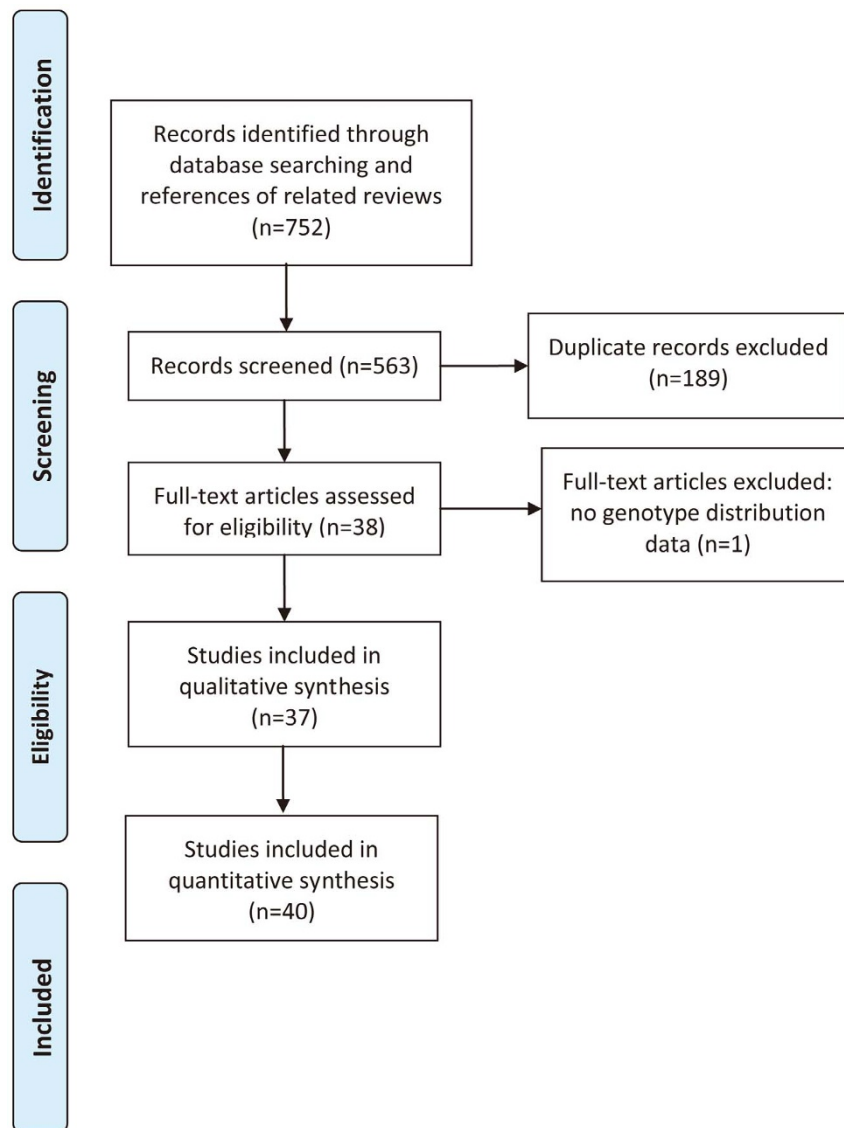 Identification
Records identified through
database searching and
references of related reviews
(n=752)
Screening
Records screened (n=563)
Duplicate records excluded
(n=189)
Full-text articles assessed
for eligibility (n=38)
Full-text articles excluded:
no genotype distribution
data (n=1)
Eligibility
Studies included in
qualitative synthesis
(n=37)
Studies included in
quantitative synthesis
(n=40)
Included